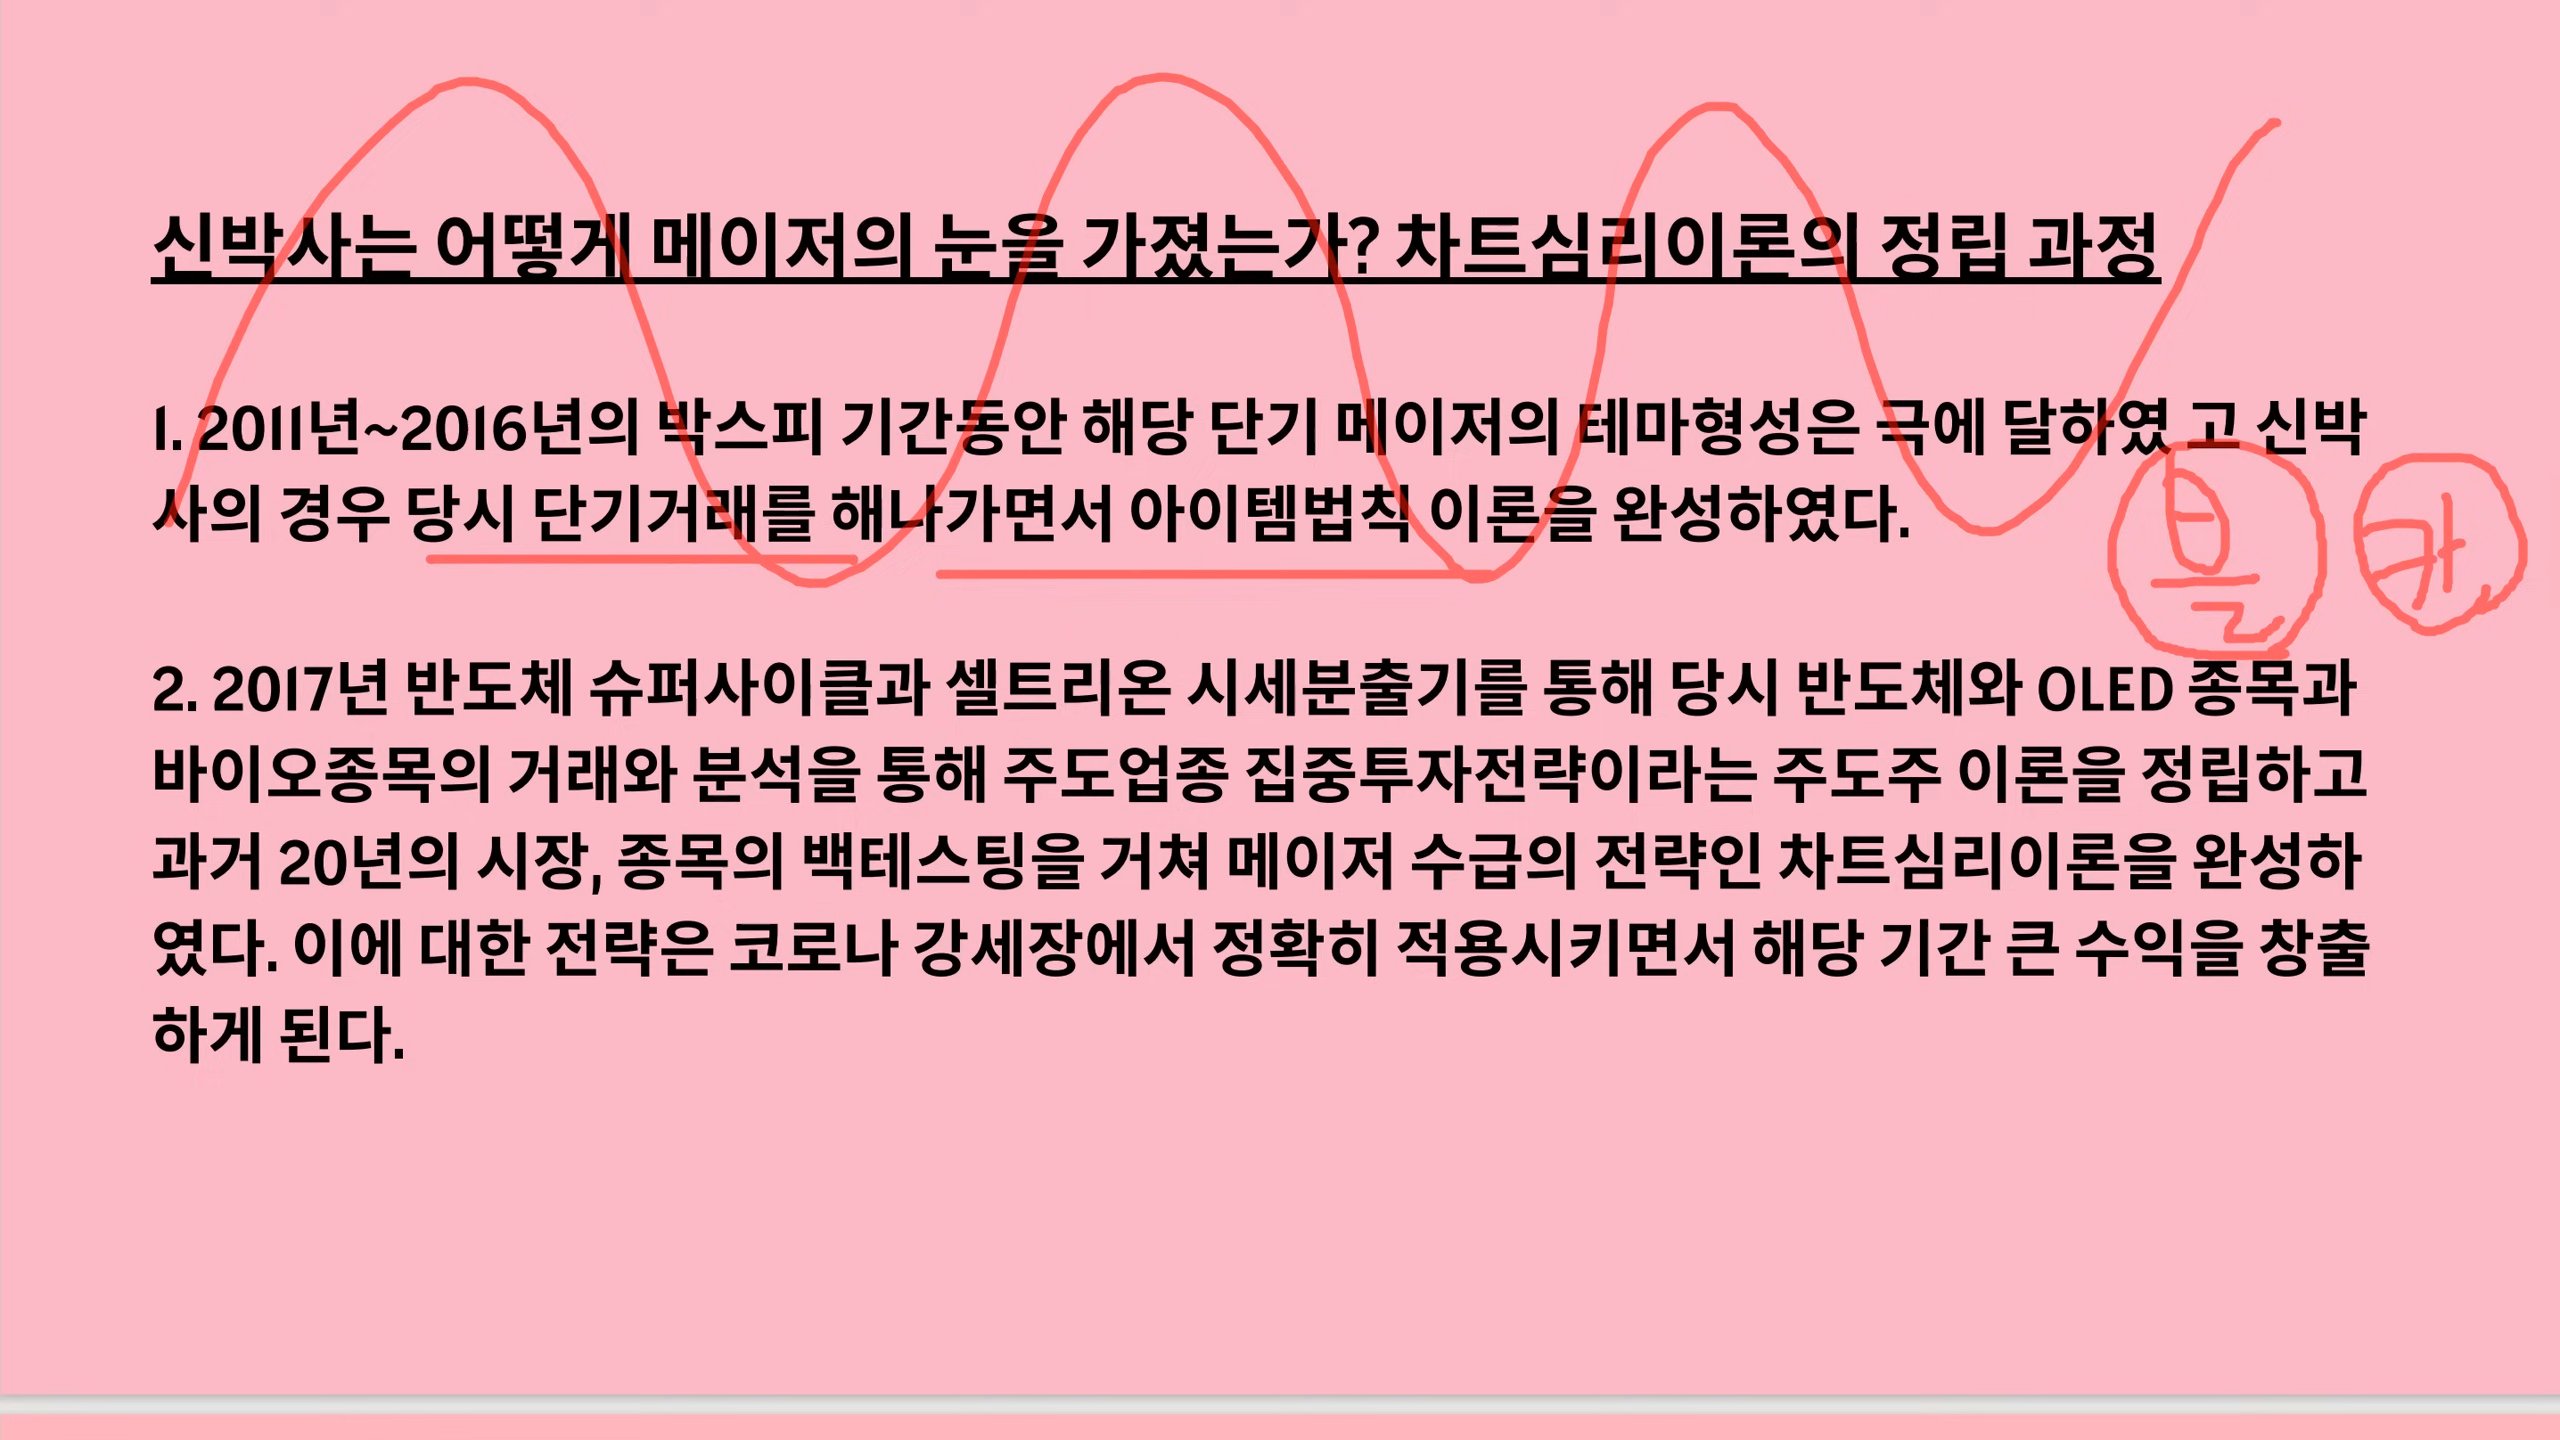 신박사는 어떻게 메이저의 눈을 가졌는가? 차트심리이론의 정립 과정
1. 2011년~2016년의 박스피 기간동안 해당 단기 메이저의 테마형성은 극에 달하였 고 신박
사의 경우 당시 단기거래를 해나가면서 아이템법칙 이론을 완성하였다.
2. 2017년 반도체 슈퍼사이클과 셀트리온 시세분출기를 통해 당시 반도체와 OLED 종목과
바이오종목의 거래와 분석을 통해 주도업종 집중투자전략이라는 주도주 이론을 정립하고
과거 20년의 시장, 종목의 백테스팅을 거쳐 메이저 수급의 전략인 차트심리이론을 완성하
였다. 이에 대한 전략은 코로나 강세장에서 정확히 적용시키면서 해당 기간 큰 수익을 창출
하게 된다.